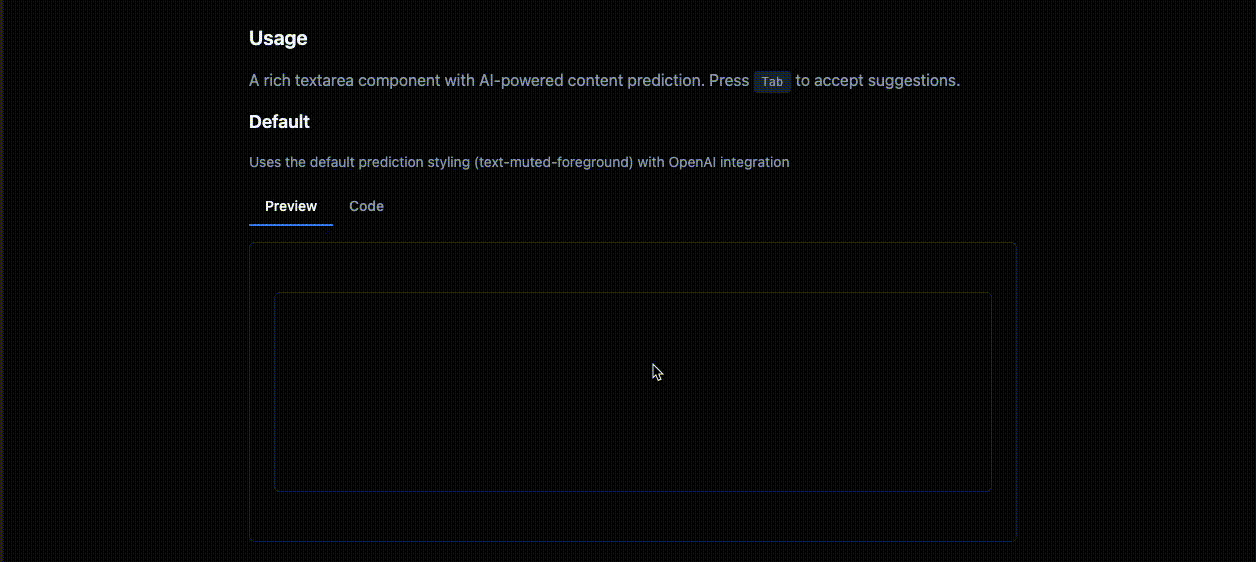 Usage
A rich textarea component with AI-powered content prediction. Press Tab to accept suggestions.
Default
Uses the default prediction styling (text-muted-foreground) with OpenAI integration
Preview Code